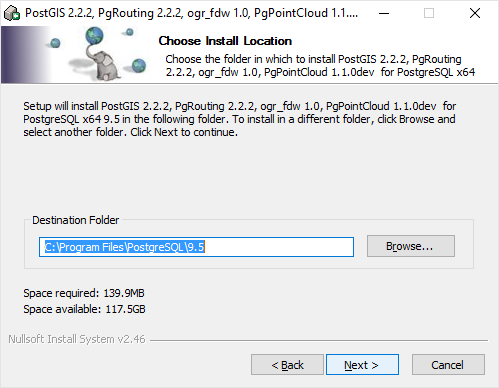 PostGIS 2.2.2, PgRouting 2.2.2, ogr_fdw 1.0, PgPointCloud 1.1....
Choose Install Location
Choose the folder in which to install PostGIS 2.2.2, PgRouting
2.2.2, ogr_fdw 1.0, PgPointCloud 1.1.0dev for PostgreSQL x64
Setup will install PostGIS 2.2.2, PgRouting 2.2.2, ogr_fdw 1.0, PgPointCloud 1.1.0dev for
PostgreSQL x64 9.5 in the following folder. To install in a different folder, click Browse and
select another folder. Click Next to continue.
Destination Folder
C:\Program Files\PostgreSQL\9.5
Browse...
Space required: 139.9MB
Space available: 117.5GB
Nullsoft Install System v2.46
< Back
Next >
Cancel